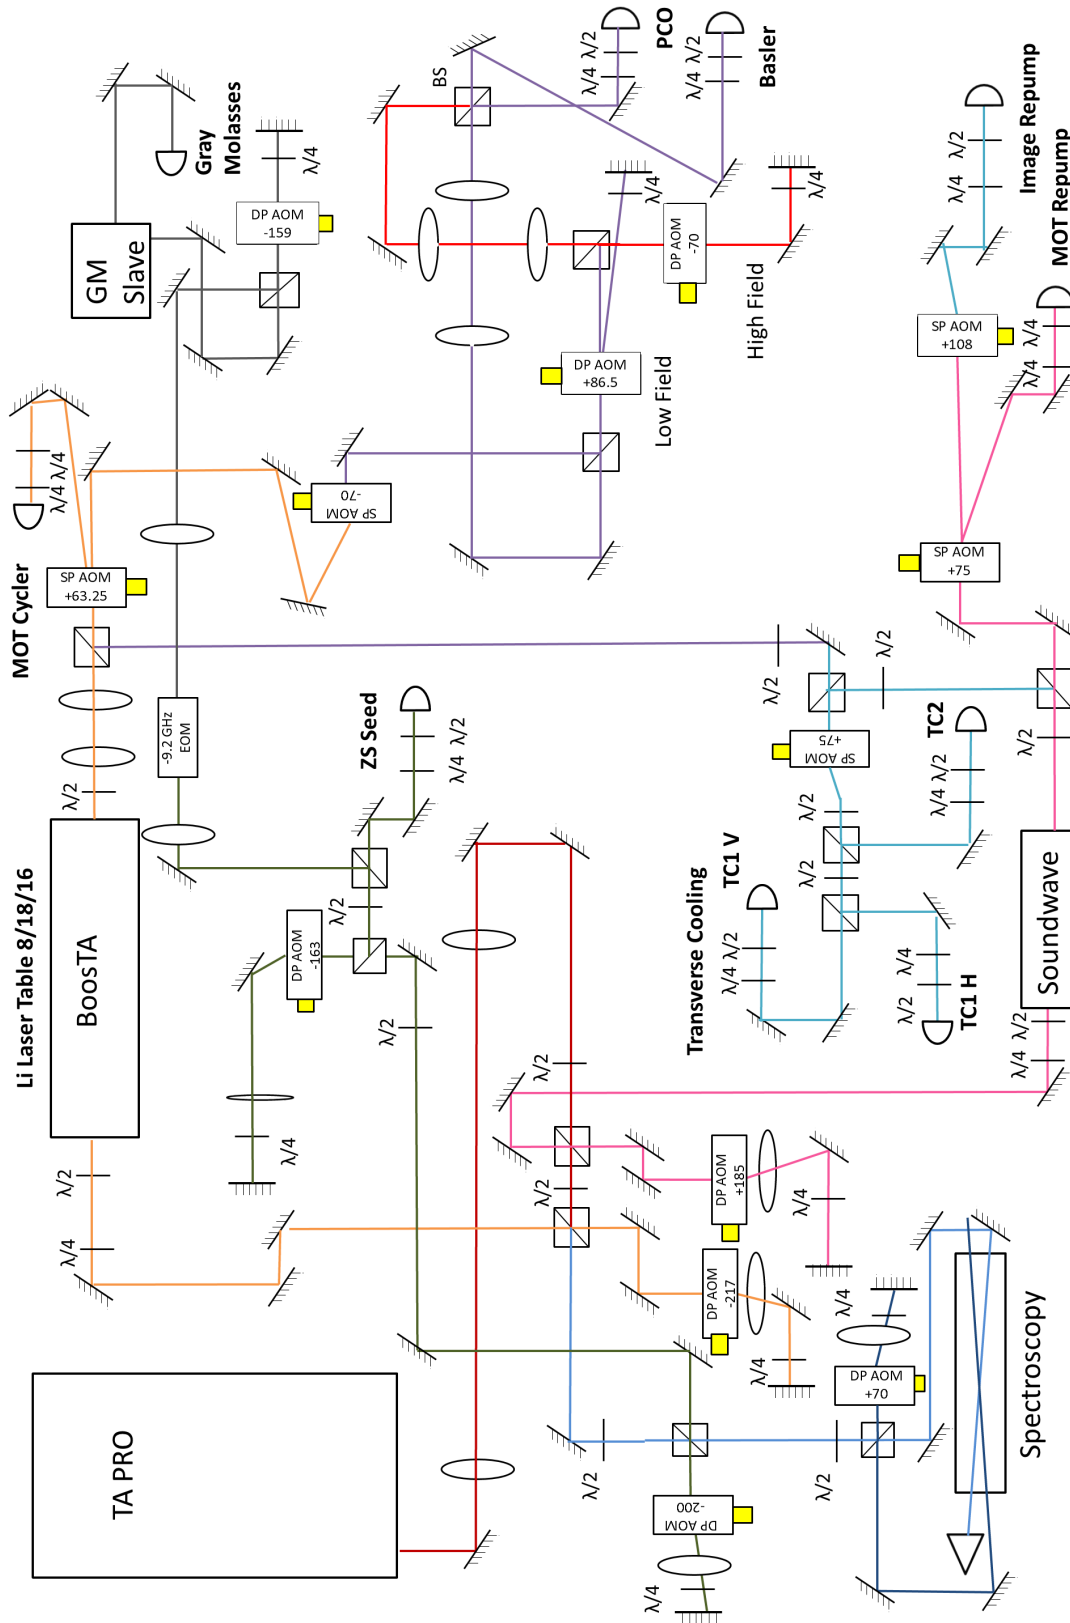 Li Laser Table 8/18/16
TA PRO
BoosTA
λ/4
λ/2
λ/2
MOT Cycler
SP AOM
+63.25
λ/4 λ/4
-9.2 GHz
EOM
GM
Slave
Gray
Molasses
DP AOM
-159
λ/4
λ/4
DP AOM
-163
λ/2
λ/2
ZS Seed
λ/4 λ/2
SP AOM
-70
BS
λ/4 λ/2
PCO
λ/4 λ/2
Basler
λ/4
DP AOM
+86.5
Low Field
DP AOM
-70
High Field
λ/4
λ/2
λ/2
DP AOM
+185
λ/4
DP AOM
-217
λ/4
λ/2
DP AOM
-200
λ/4
λ/2
DP AOM
+70
λ/4
Spectroscopy
Transverse Cooling
TC1 V
λ/4 λ/2
λ/2
λ/2
SP AOM
+75
λ/2
λ/2
TC2
λ/4 λ/2
λ/4
λ/2
TC1 H
Soundwave
λ/4 λ/2
λ/2
SP AOM
+75
SP AOM
+108
λ/4
λ/2
Image Repump
MOT Repump
λ/4 λ/4